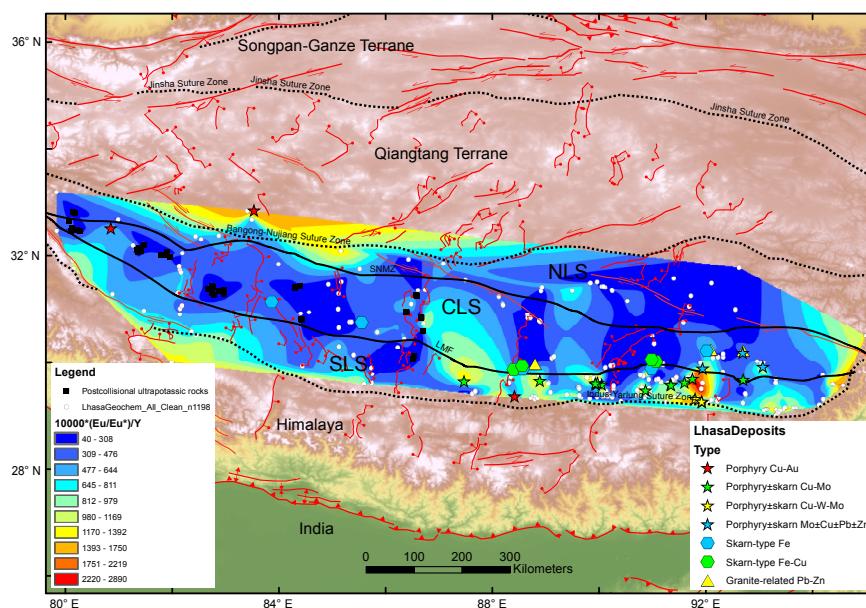 36° N
Songpan-Ganze Terrane
Jinsha Suture Zone
Jinsha Suture Zone
Jinsha Suture Zone
Qiangtang Terrane
32° N
Bangong-Nujiang Suture Zone
SNMZ
NLS
CLS
LMF
SLS
Indus-Yarlung Suture Zone
Himalaya
28° N
India
Legend
Postcollisional ultrapotassic rocks
LhasaGeochem_All_Clean_n1198
10000*(Eu/Eu*)/Y
40 - 308
309 - 476
477 - 644
645 - 811
812 - 979
980 - 1169
1170 - 1392
1393 - 1750
1751 - 2219
2220 - 2890
LhasaDeposits
Type
Porphyry Cu-Au
Porphyry±skarn Cu-Mo
Porphyry±skarn Cu-W-Mo
Porphyry±skarn Mo±Cu±Pb±Zn
Skarn-type Fe
Skarn-type Fe-Cu
Granite-related Pb-Zn
0 100 200 300
Kilometers
80° E 84° E 88° E 92° E